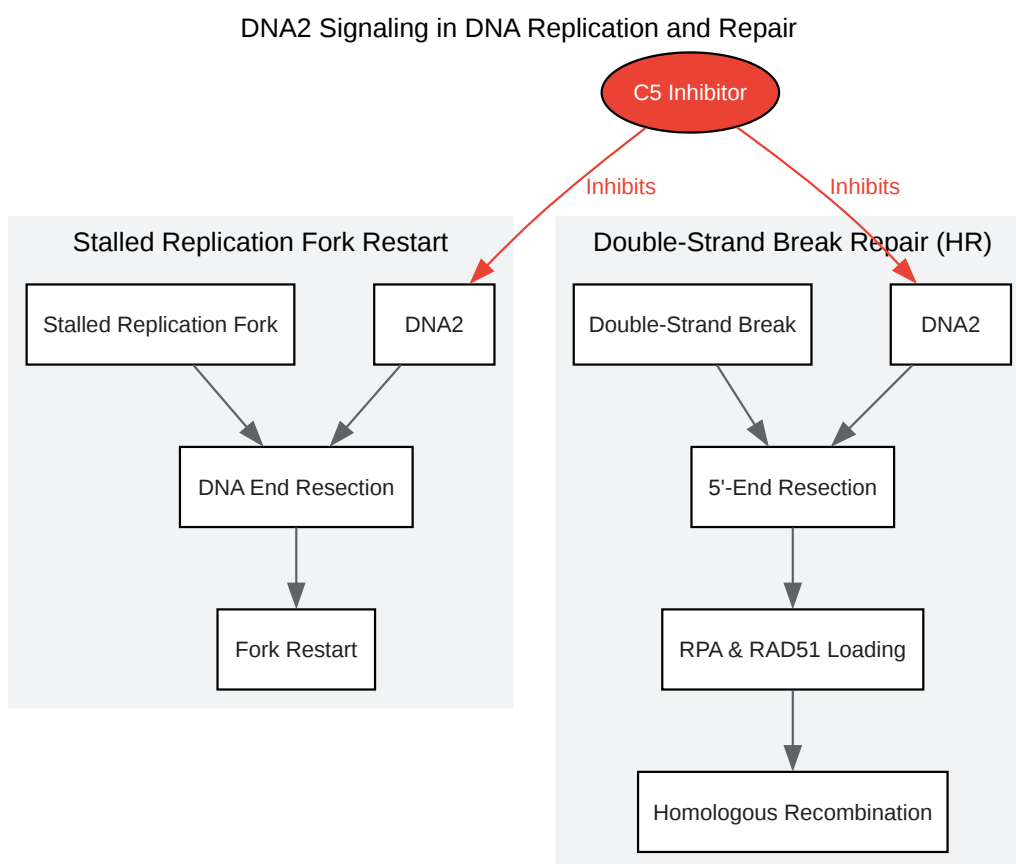 DNA2 Signaling in DNA Replication and Repair
C5 Inhibitor
Inhibits
Inhibits
Stalled Replication Fork Restart
Stalled Replication Fork
DNA2
DNA End Resection
Fork Restart
Double-Strand Break Repair (HR)
Double-Strand Break
DNA2
5'-End Resection
RPA & RAD51 Loading
Homologous Recombination